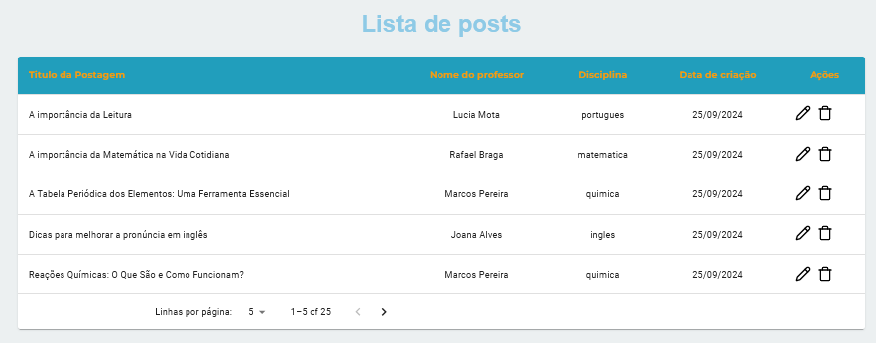 Lista de posts
Título da Postagem Nome do professor Disciplina Data de criação Ações
A importância da Leitura Lucia Mota portugues 25/09/2024
A importância da Matemática na Vida Cotidiana Rafael Braga matematica 25/09/2024
A Tabela Periódica dos Elementos: Uma Ferramenta Essencial Marcos Pereira quimica 25/09/2024
Dicas para melhorar a pronúncia em inglês Joana Alves ingles 25/09/2024
Reações Químicas: O Que São e Como Funcionam? Marcos Pereira quimica 25/09/2024
Linhas por página: 5 1–5 of 25